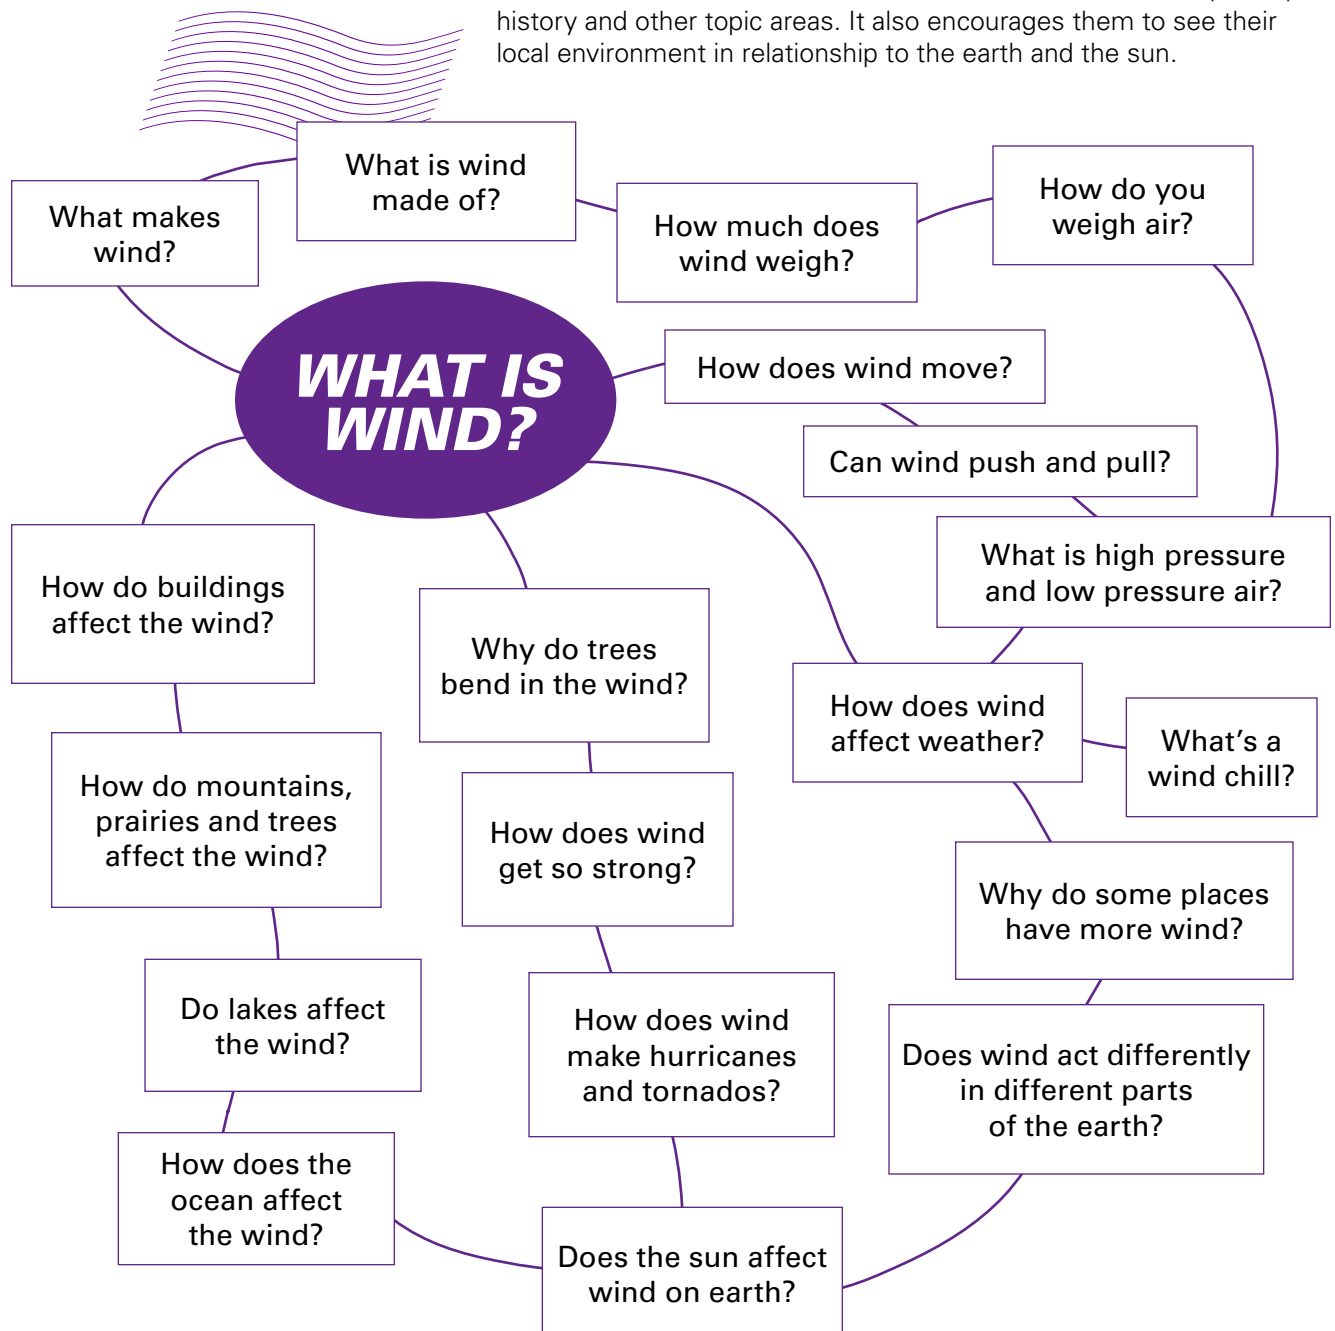 history and other topic areas. It also encourages them to see their
local environment in relationship to the earth and the sun.
What is wind
made of?
What makes
wind?
How much does
wind weigh?
How do you
weigh air?
WHAT IS
WIND?
How does wind move?
Can wind push and pull?
What is high pressure
and low pressure air?
How do buildings
affect the wind?
Why do trees
bend in the wind?
How does wind
affect weather?
What's a
wind chill?
How do mountains,
prairies and trees
affect the wind?
How does wind
get so strong?
Why do some places
have more wind?
Do lakes affect
the wind?
How does wind
make hurricanes
and tornados?
Does wind act differently
in different parts
of the earth?
How does the
ocean affect
the wind?
Does the sun affect
wind on earth?